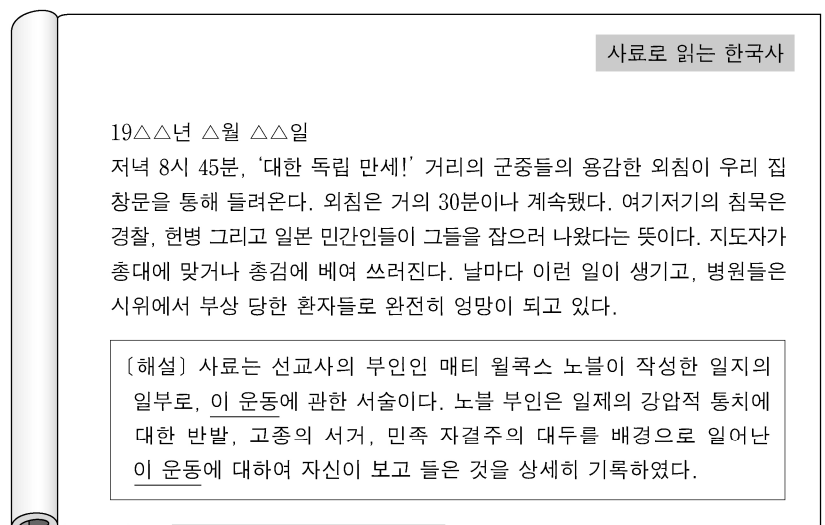 사료로 읽는 한국사
19△△년 △월 △△일
저녁 8시 45분, ‘대한 독립 만세!’ 거리의 군중들의 용감한 외침이 우리 집
창문을 통해 들려온다. 외침은 거의 30분이나 계속됐다. 여기저기의 침묵은
경찰, 헌병 그리고 일본 민간인들이 그들을 잡으러 나왔다는 뜻이다. 지도자가
총대에 맞거나 총검에 베여 쓰러진다. 날마다 이런 일이 생기고, 병원들은
시위에서 부상 당한 환자들로 완전히 엉망이 되고 있다.
〔해설〕 사료는 선교사의 부인인 매티 윌콕스 노블이 작성한 일지의
일부로, 이 운동에 관한 서술이다. 노블 부인은 일제의 강압적 통치에
대한 반발, 고종의 서거, 민족 자결주의 대두를 배경으로 일어난
이 운동에 대하여 자신이 보고 들은 것을 상세히 기록하였다.